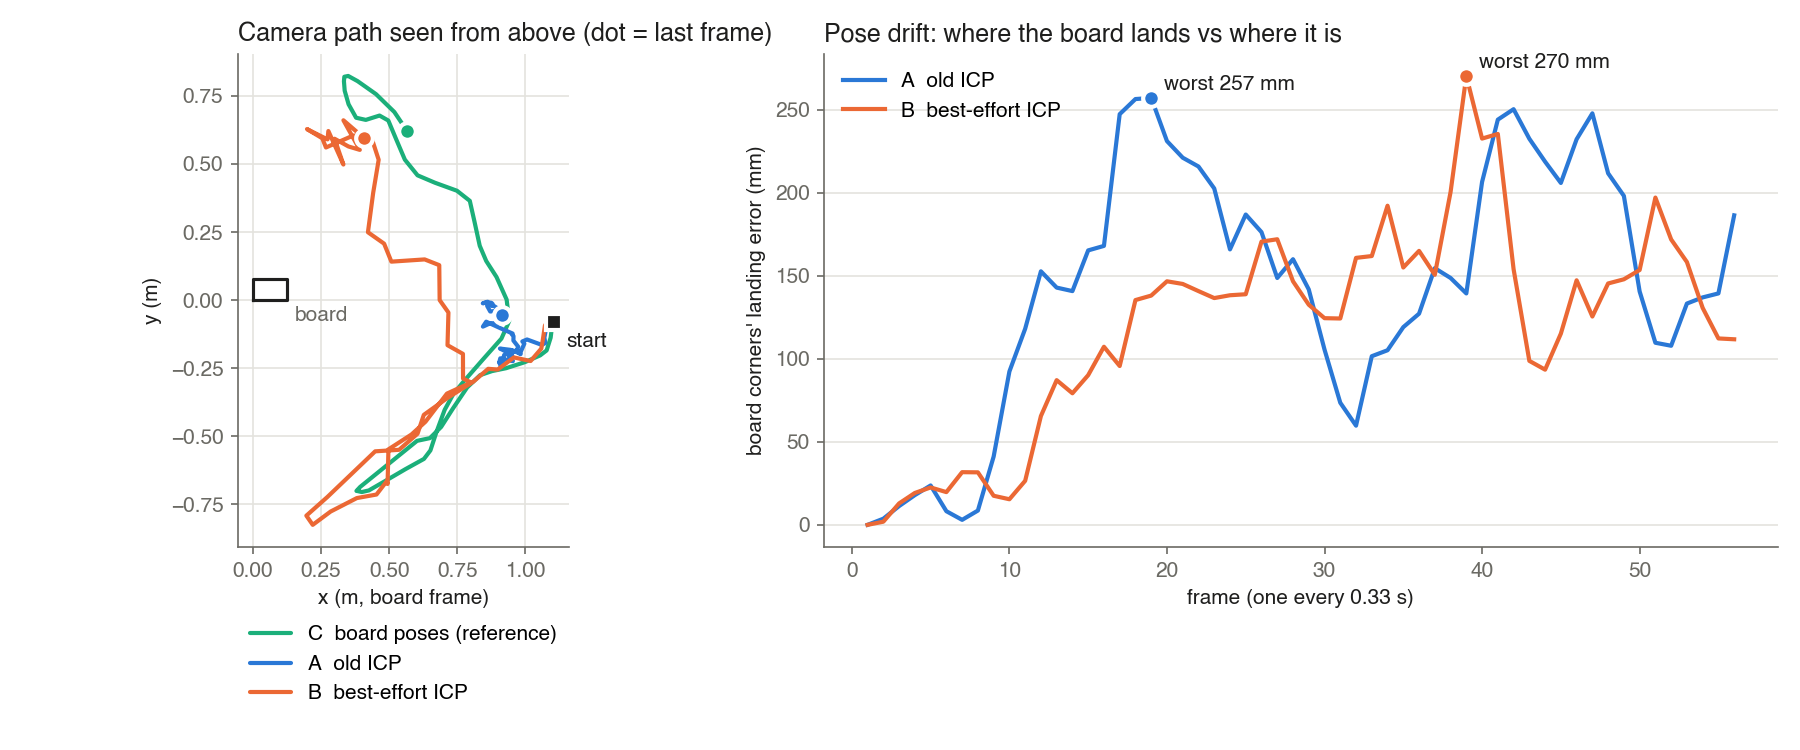 Camera path seen from above (dot = last frame)
0.75
0.50
0.25
0.00
−0.25
−0.50
−0.75
y (m)
board
start
0.00 0.25 0.50 0.75 1.00
x (m, board frame)
C board poses (reference)
A old ICP
B best-effort ICP
Pose drift: where the board lands vs where it is
A old ICP
B best-effort ICP
worst 257 mm
worst 270 mm
250
200
150
100
50
0
board corners' landing error (mm)
0 10 20 30 40 50
frame (one every 0.33 s)